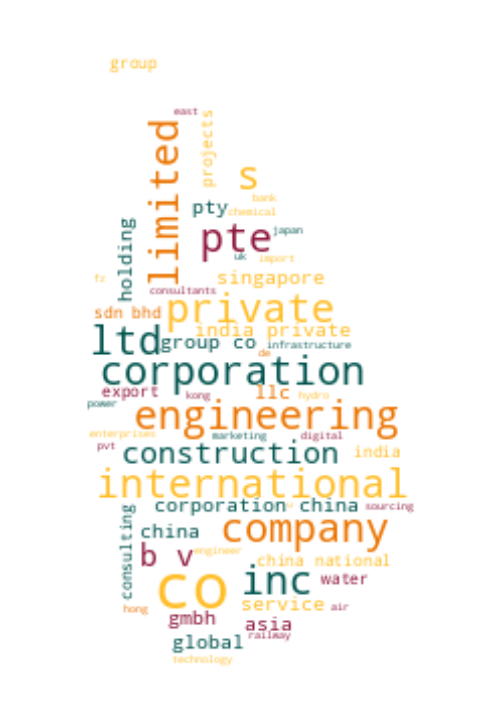 group
east
limited
projects
s
bank
pty
chemical
holding
pte
japan
uk
import
fz
singapore
consultants
private
sdn bhd
india private
ltd
group co
infrastructure
de
corporation
export
kong
llc
hydro
power
engineering
enterprises
marketing
digital
pvt
construction
india
international
corporation china
sourcing
consulting
china
company
b v
engineer
china national
co
inc
water
service
hong
air
gmbh
asia
railway
global
technology